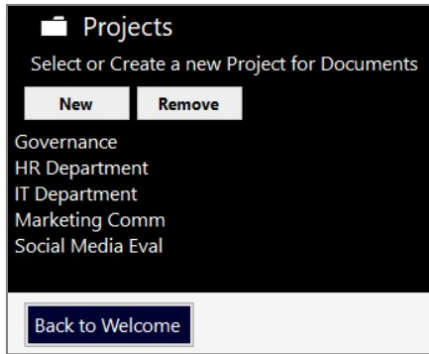 Projects
Select or Create a new Project for Documents
New Remove
Governance
HR Department
IT Department
Marketing Comm
Social Media Eval
Back to Welcome